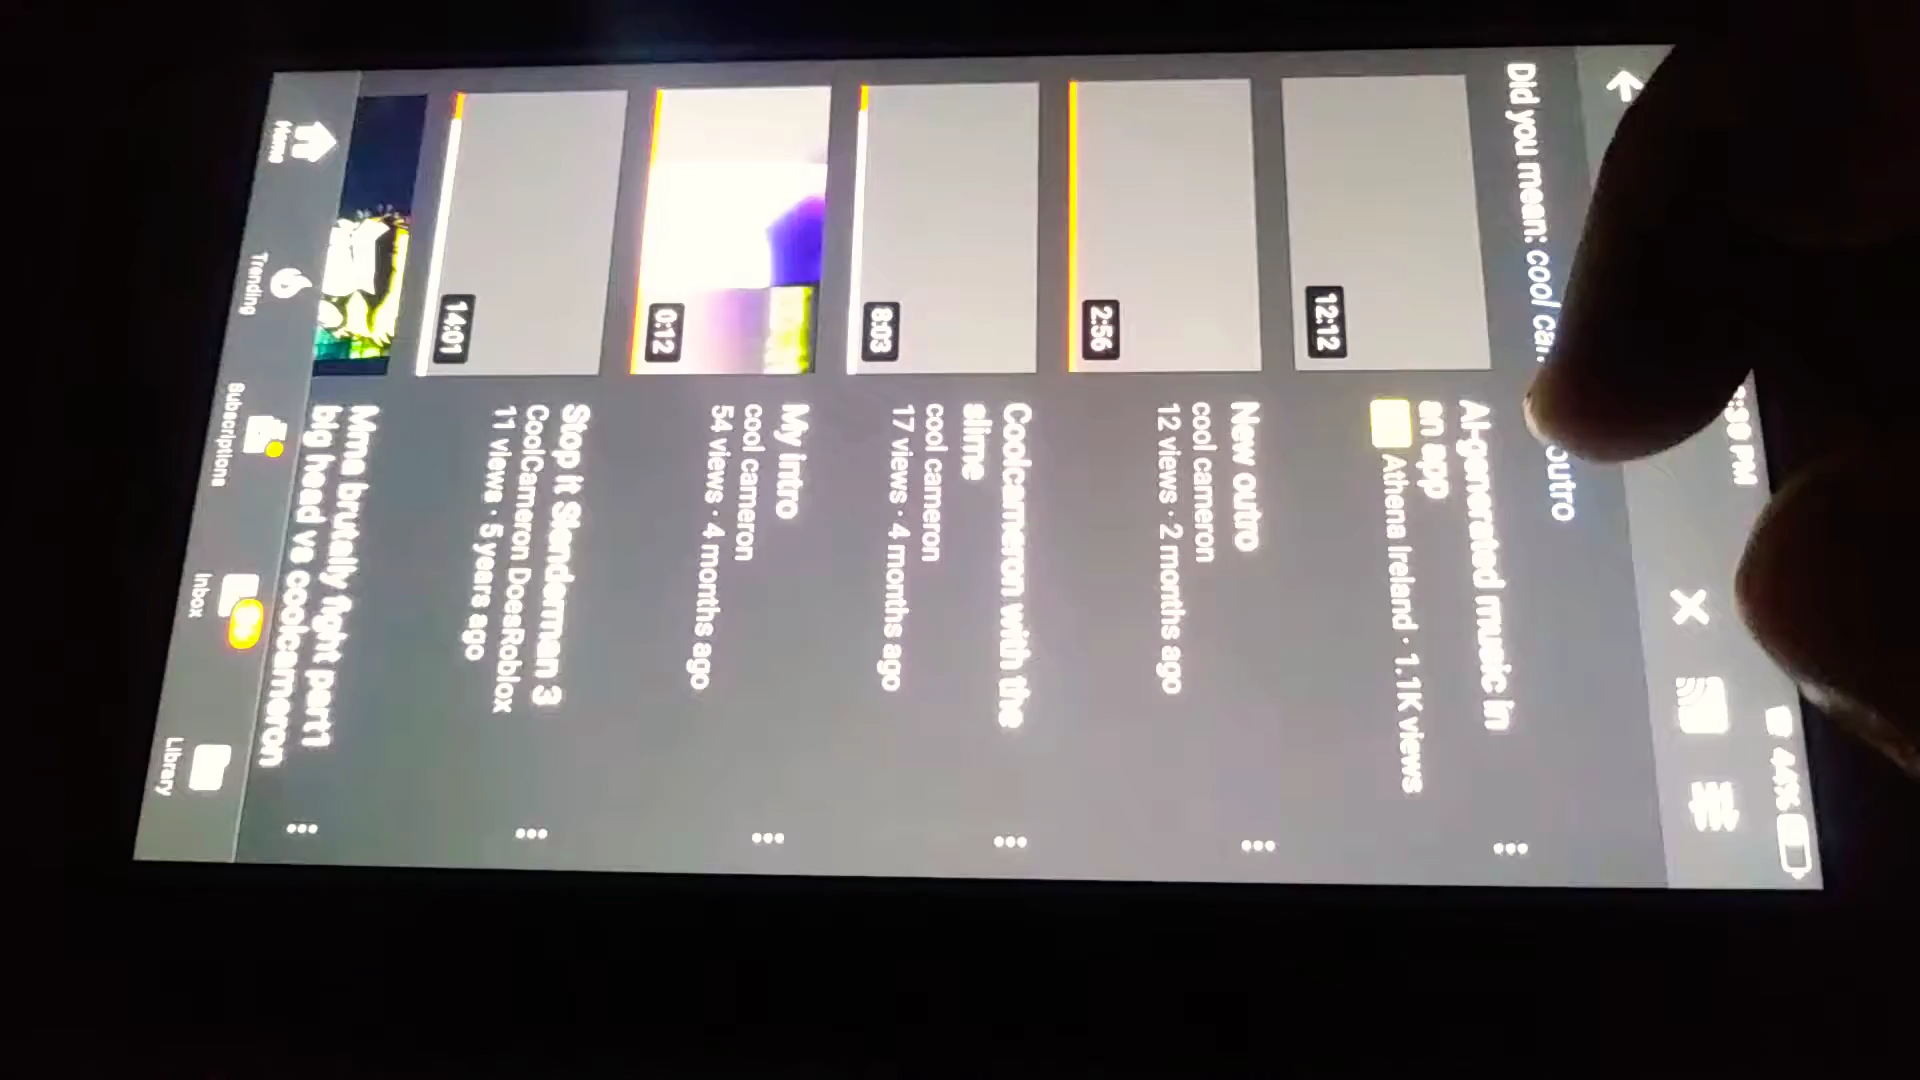 PM
44%
Did you mean: cool
outro
12:12
AI-generated music in
an app
Athena Ireland · 1.1K views
2:56
New outro
cool cameron
12 views · 2 months ago
8:03
Coolcameron with the
slime
cool cameron
17 views · 4 months ago
0:12
My intro
cool cameron
54 views · 4 months ago
14:01
Stop it Slenderman 3
CoolCameron DoesRoblox
11 views · 5 years ago
Mma brutally fight part1
big head vs coolcameron
Home
Trending
Subscriptions
Inbox
Library